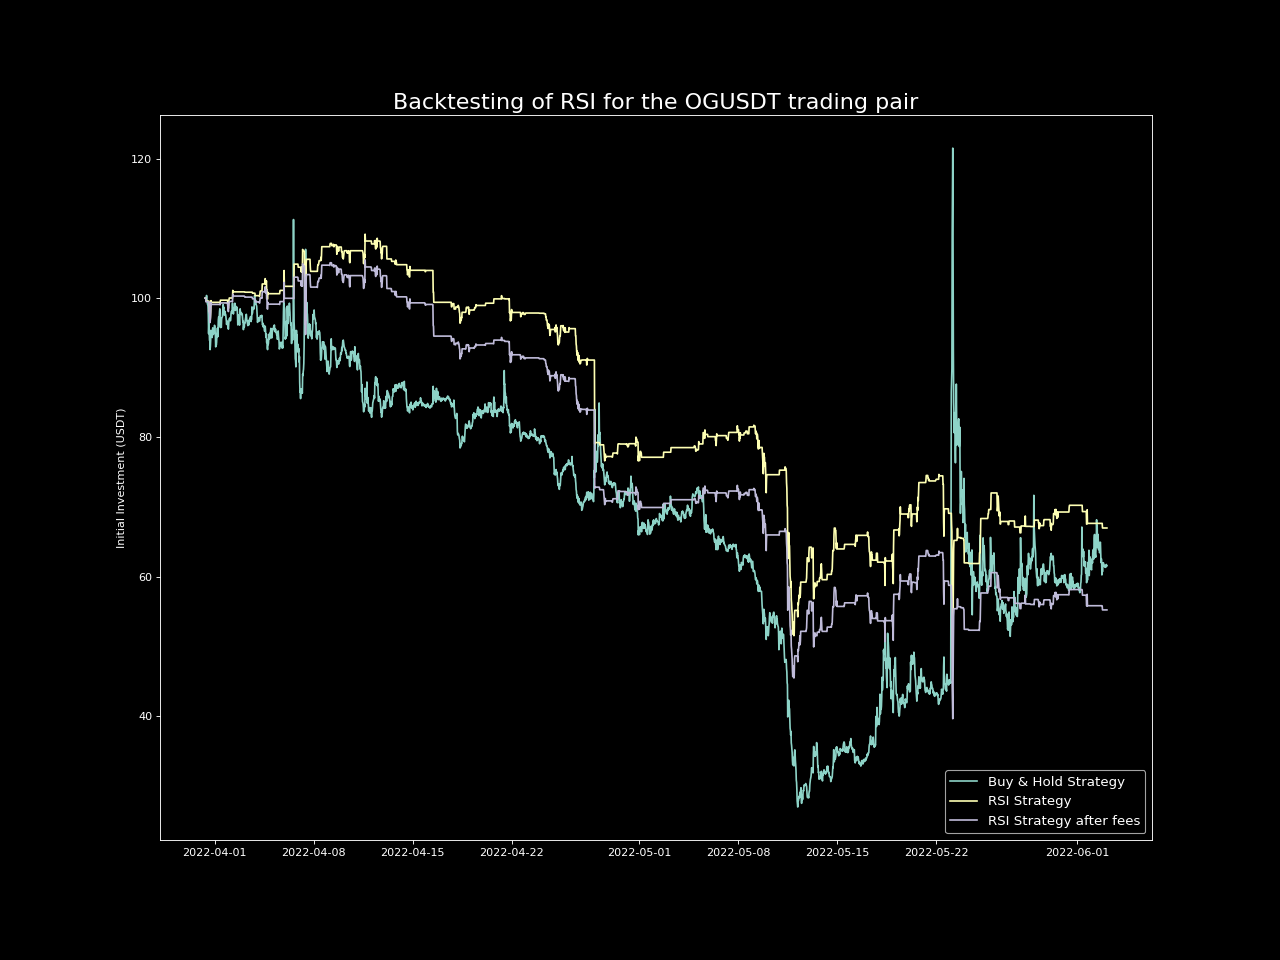 Backtesting of RSI for the OGUSDT trading pair
Initial Investment (USDT)
120
100
80
60
40
2022-04-01 2022-04-08 2022-04-15 2022-04-22 2022-05-01 2022-05-08 2022-05-15 2022-05-22 2022-06-01
Buy & Hold Strategy
RSI Strategy
RSI Strategy after fees